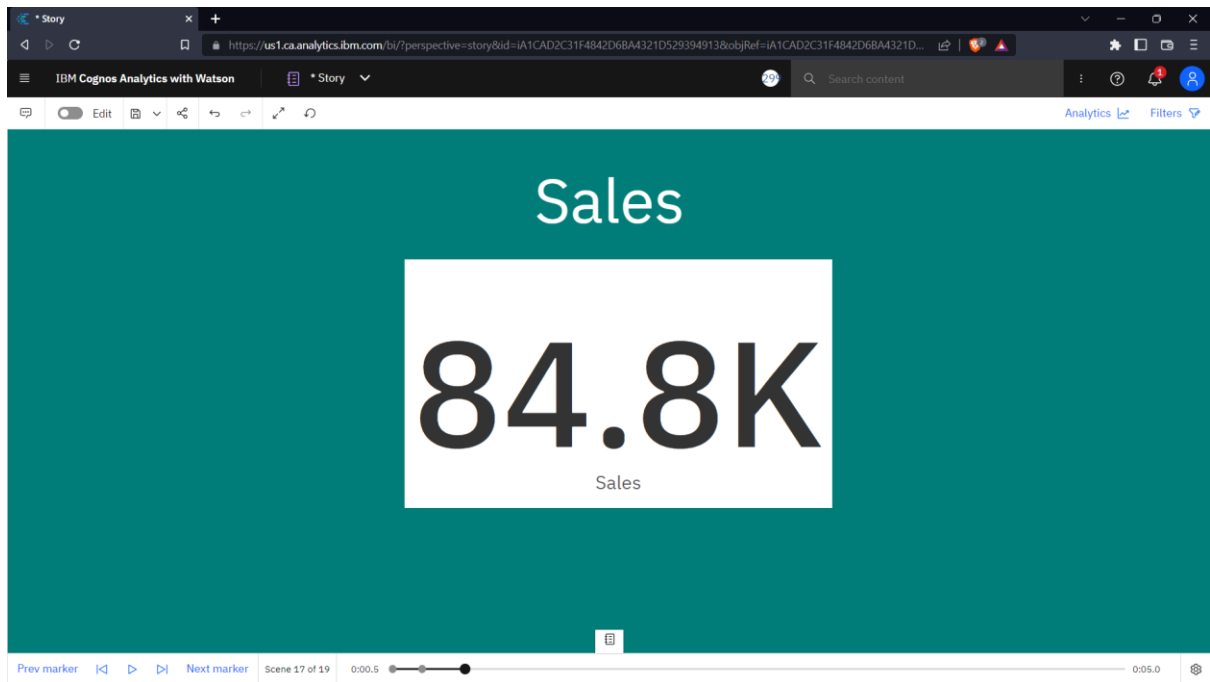 * Story
https://us1.ca.analytics.ibm.com/bi/?perspective=story&id=iA1CAD2C31F4842D6BA4321D529394913&objRef=iA1CAD2C31F4842D6BA4321D...
IBM Cognos Analytics with Watson
* Story
299
Search content
1
Edit
Analytics
Filters
Sales
84.8K
Sales
Prev marker
Next marker
Scene 17 of 19
0:00.5
0:05.0